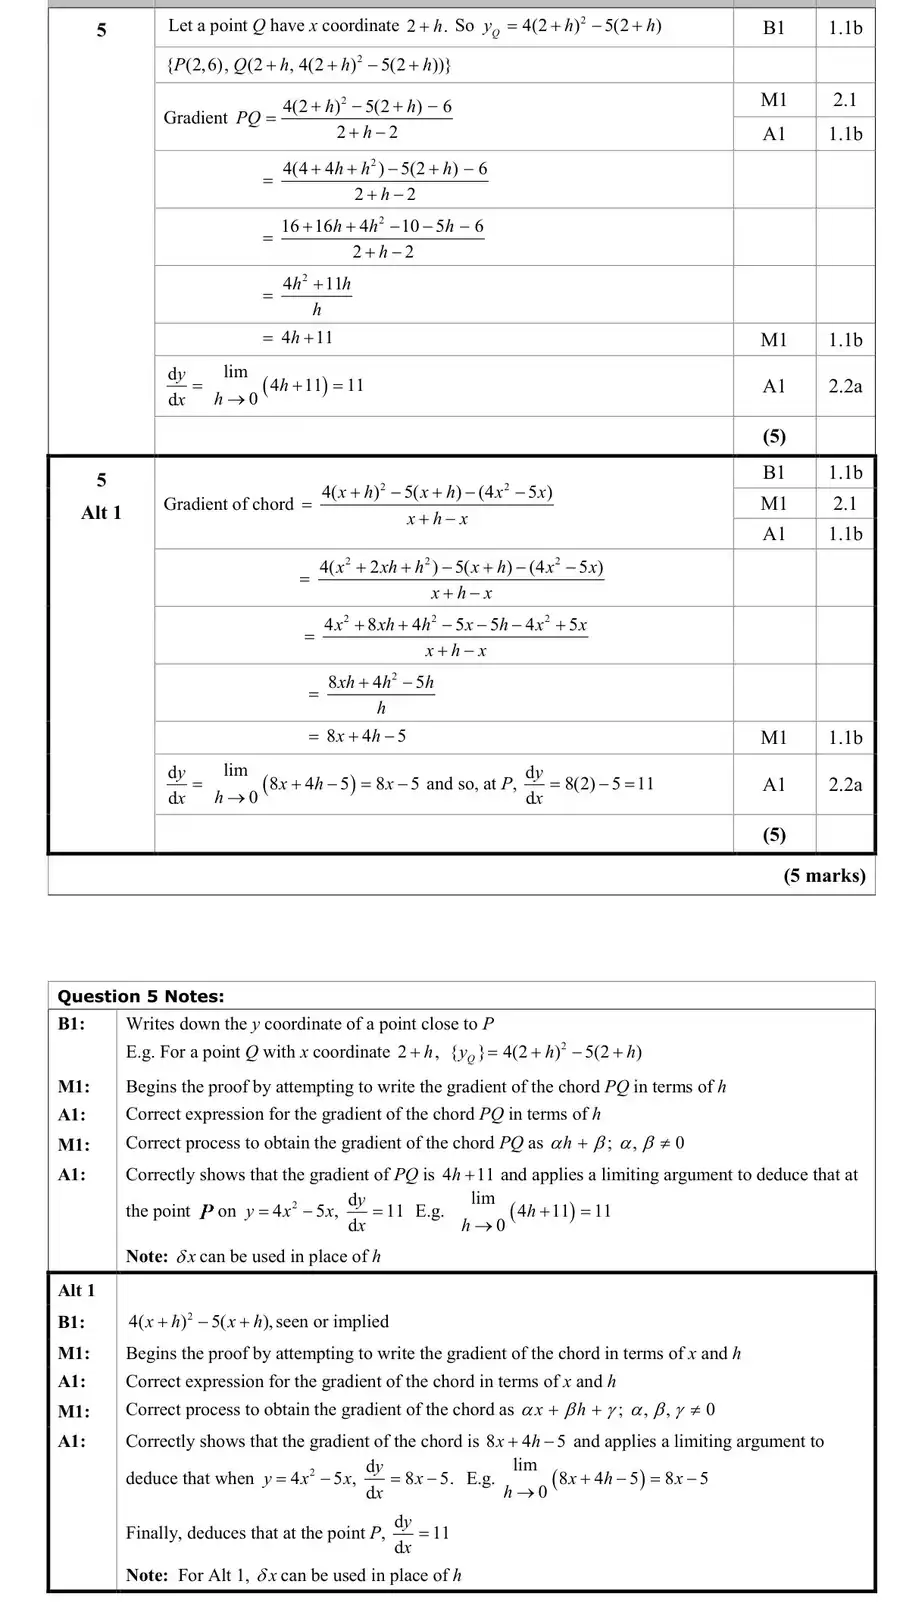 5 Let a point Q have x coordinate 2 + h. So y_Q = 4(2 + h)² − 5(2 + h) B1 1.1b
{P(2, 6), Q(2 + h, 4(2 + h)² − 5(2 + h))}
Gradient PQ = (4(2 + h)² − 5(2 + h) − 6)/(2 + h − 2) M1 2.1
A1 1.1b
= (4(4 + 4h + h²) − 5(2 + h) − 6)/(2 + h − 2)
= (16 + 16h + 4h² − 10 − 5h − 6)/(2 + h − 2)
= (4h² + 11h)/h
= 4h + 11 M1 1.1b
dy/dx = lim h → 0 (4h + 11) = 11 A1 2.2a
(5)
5 Alt 1 Gradient of chord = (4(x + h)² − 5(x + h) − (4x² − 5x))/(x + h − x) B1 1.1b
M1 2.1
A1 1.1b
= (4(x² + 2xh + h²) − 5(x + h) − (4x² − 5x))/(x + h − x)
= (4x² + 8xh + 4h² − 5x − 5h − 4x² + 5x)/(x + h − x)
= (8xh + 4h² − 5h)/h
= 8x + 4h − 5 M1 1.1b
dy/dx = lim h → 0 (8x + 4h − 5) = 8x − 5 and so, at P, dy/dx = 8(2) − 5 = 11 A1 2.2a
(5)
(5 marks)
Question 5 Notes:
B1: Writes down the y coordinate of a point close to P
E.g. For a point Q with x coordinate 2 + h, {y_Q} = 4(2 + h)² − 5(2 + h)
M1: Begins the proof by attempting to write the gradient of the chord PQ in terms of h
A1: Correct expression for the gradient of the chord PQ in terms of h
M1: Correct process to obtain the gradient of the chord PQ as αh + β; α, β ≠ 0
A1: Correctly shows that the gradient of PQ is 4h + 11 and applies a limiting argument to deduce that at
the point P on y = 4x² − 5x, dy/dx = 11 E.g. lim h → 0 (4h + 11) = 11
Note: δx can be used in place of h
Alt 1
B1: 4(x + h)² − 5(x + h), seen or implied
M1: Begins the proof by attempting to write the gradient of the chord in terms of x and h
A1: Correct expression for the gradient of the chord in terms of x and h
M1: Correct process to obtain the gradient of the chord as αx + βh + γ; α, β, γ ≠ 0
A1: Correctly shows that the gradient of the chord is 8x + 4h − 5 and applies a limiting argument to
deduce that when y = 4x² − 5x, dy/dx = 8x − 5. E.g. lim h → 0 (8x + 4h − 5) = 8x − 5
Finally, deduces that at the point P, dy/dx = 11
Note: For Alt 1, δx can be used in place of h